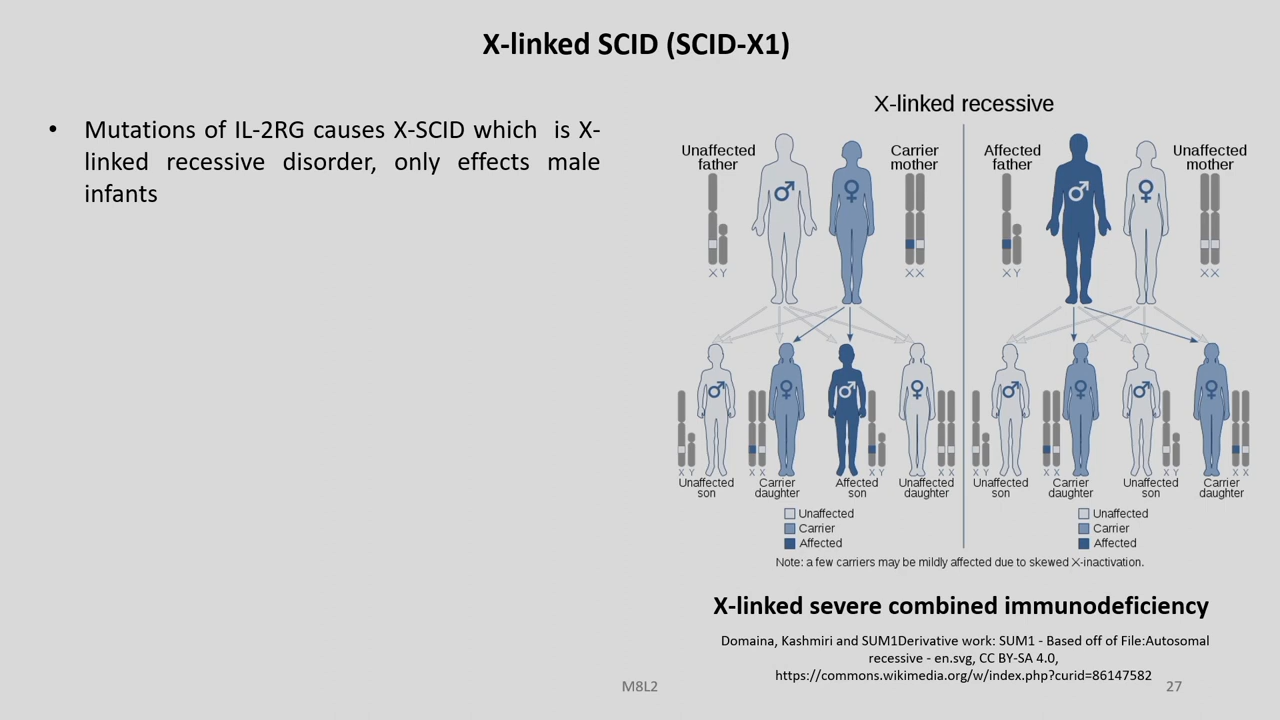 X-linked SCID (SCID-X1)
• Mutations of IL-2RG causes X-SCID which is X-
linked recessive disorder, only effects male
infants
X-linked recessive
Unaffected
father
Carrier
mother
X Y
X X
Affected
father
Unaffected
mother
X Y
X X
X Y
X X
X Y
X X
Unaffected
son
Carrier
daughter
Affected
son
Unaffected
daughter
X Y
X X
X Y
X X
Unaffected
son
Carrier
daughter
Unaffected
son
Carrier
daughter
Unaffected
Carrier
Affected
Unaffected
Carrier
Affected
Note: a few carriers may be mildly affected due to skewed X-inactivation.
X-linked severe combined immunodeficiency
Domaina, Kashmiri and SUM1Derivative work: SUM1 - Based off of File:Autosomal
recessive - en.svg, CC BY-SA 4.0,
https://commons.wikimedia.org/w/index.php?curid=86147582
M8L2
27